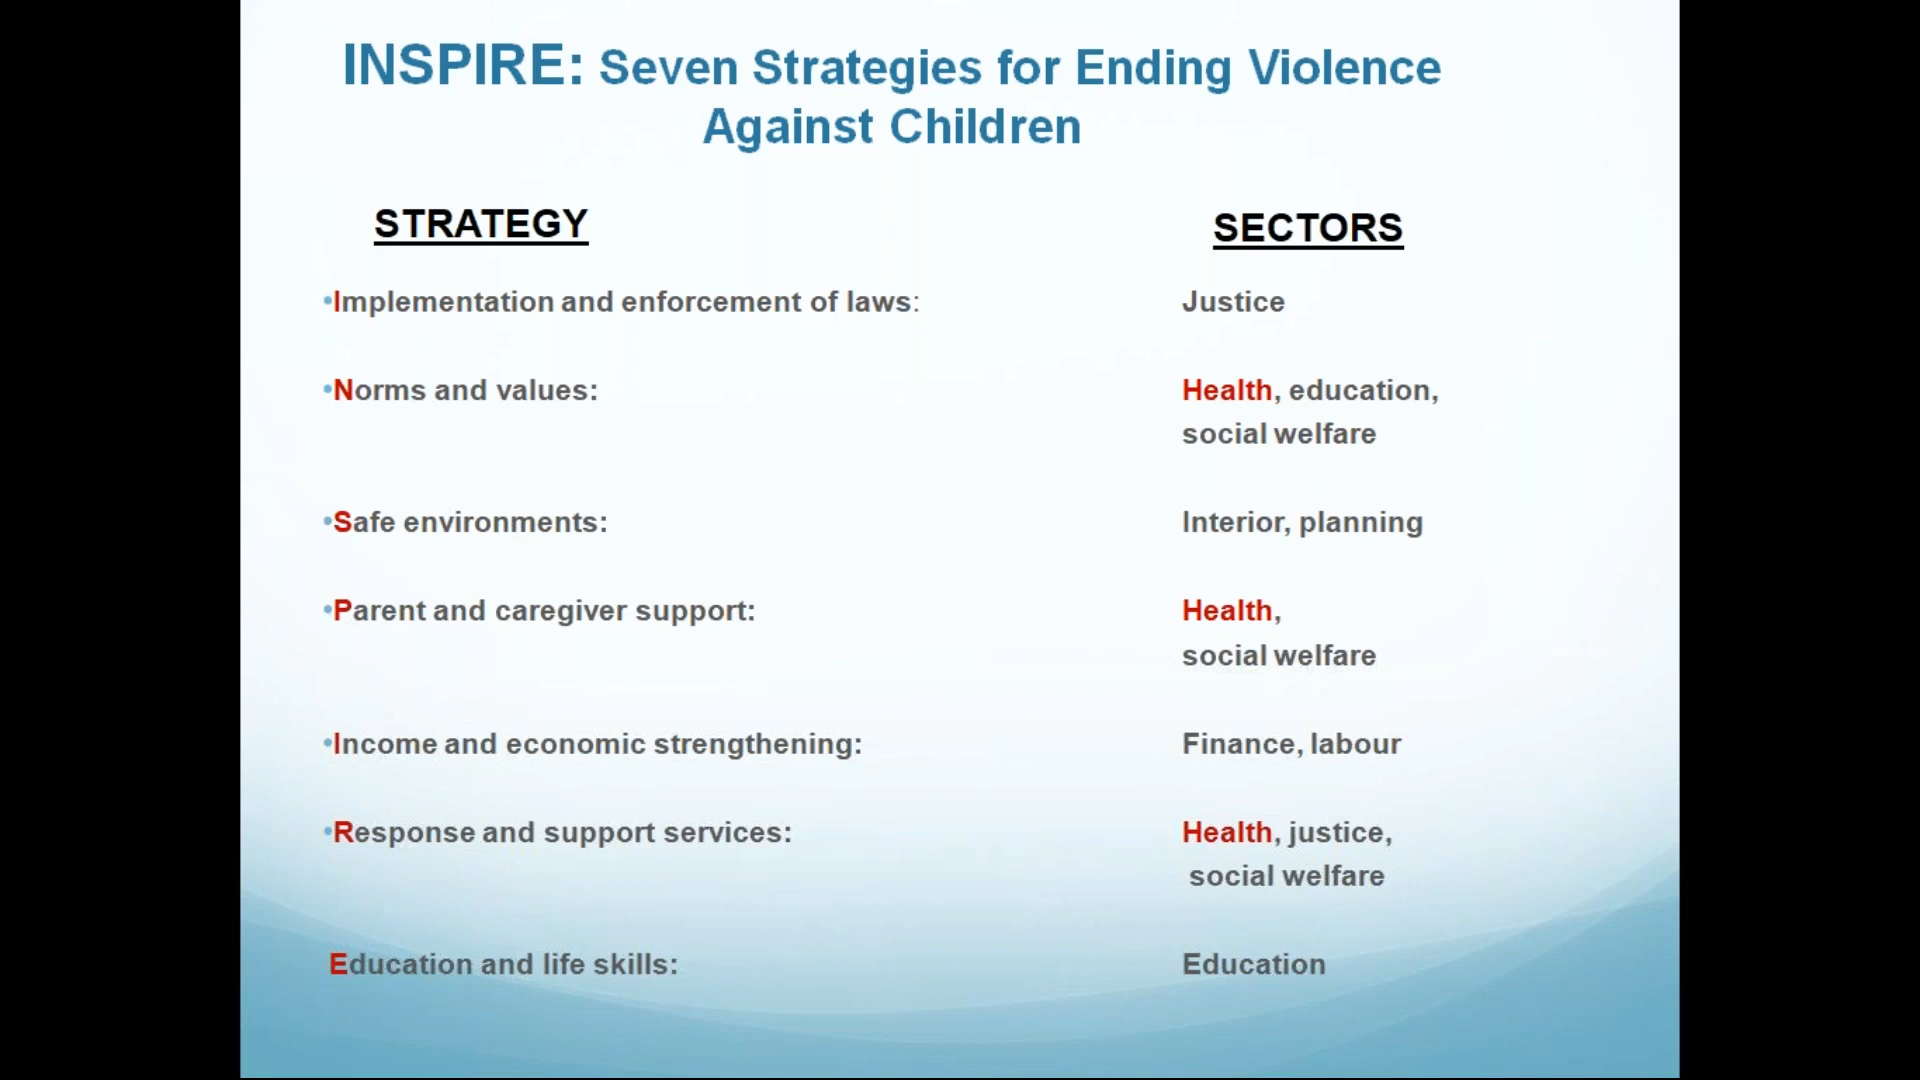 INSPIRE: Seven Strategies for Ending Violence
Against Children
STRATEGY
SECTORS
•Implementation and enforcement of laws:
Justice
•Norms and values:
Health, education,
social welfare
•Safe environments:
Interior, planning
•Parent and caregiver support:
Health,
social welfare
•Income and economic strengthening:
Finance, labour
•Response and support services:
Health, justice,
social welfare
Education and life skills:
Education